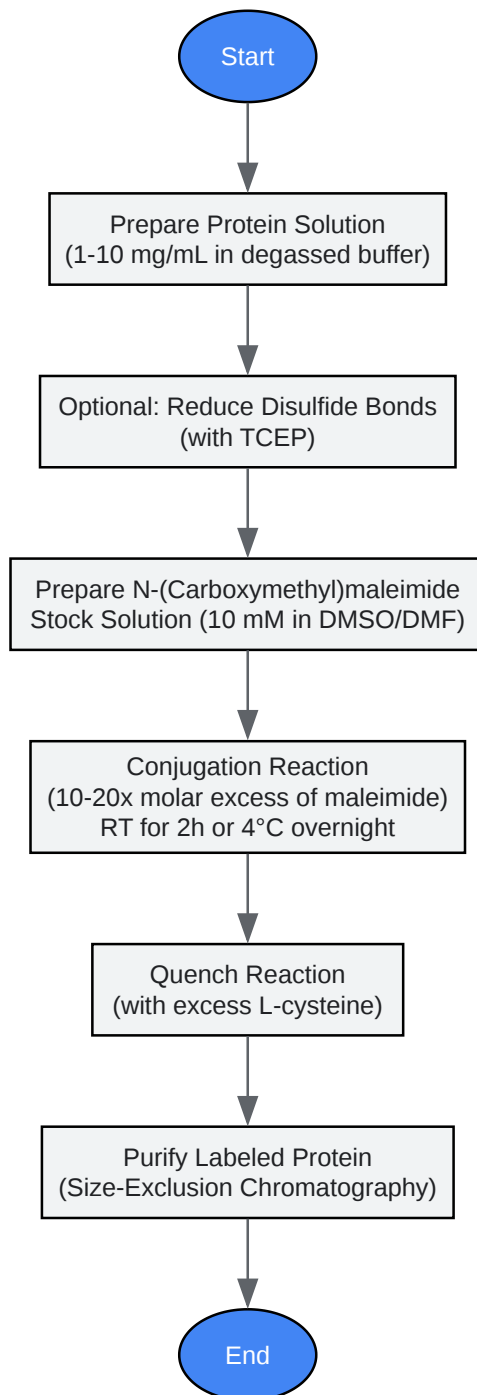 Start
Prepare Protein Solution
(1-10 mg/mL in degassed buffer)
Optional: Reduce Disulfide Bonds
(with TCEP)
Prepare N-(Carboxymethyl)maleimide
Stock Solution (10 mM in DMSO/DMF)
Conjugation Reaction
(10-20x molar excess of maleimide)
RT for 2h or 4°C overnight
Quench Reaction
(with excess L-cysteine)
Purify Labeled Protein
(Size-Exclusion Chromatography)
End